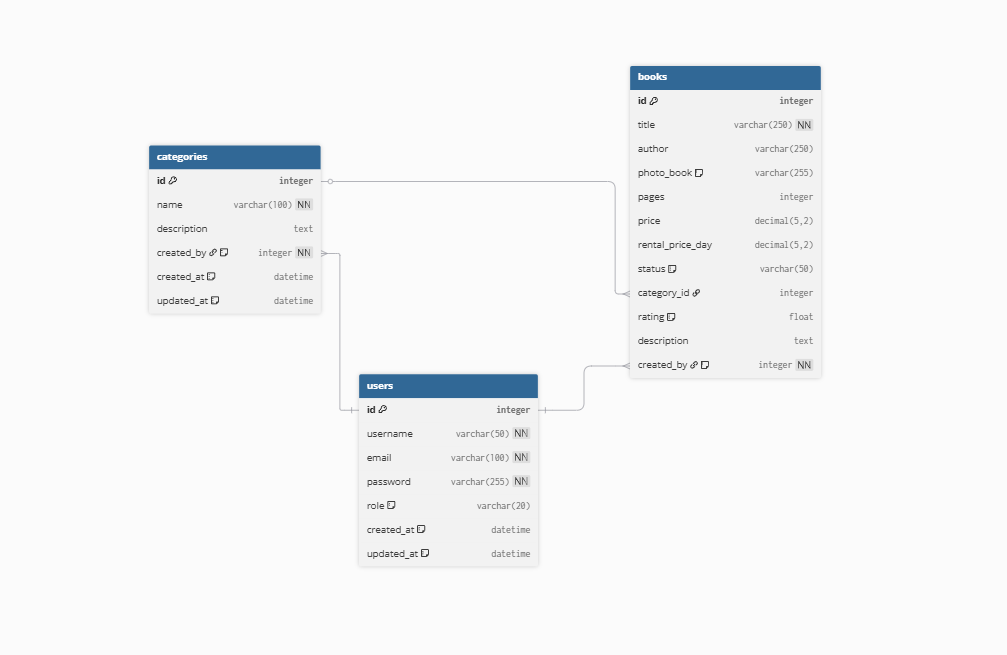 categories
id integer
name varchar(100) NN
description text
created_by integer NN
created_at datetime
updated_at datetime
books
id integer
title varchar(250) NN
author varchar(250)
photo_book varchar(255)
pages integer
price decimal(5,2)
rental_price_day decimal(5,2)
status varchar(50)
category_id integer
rating float
description text
created_by integer NN
users
id integer
username varchar(50) NN
email varchar(100) NN
password varchar(255) NN
role varchar(20)
created_at datetime
updated_at datetime